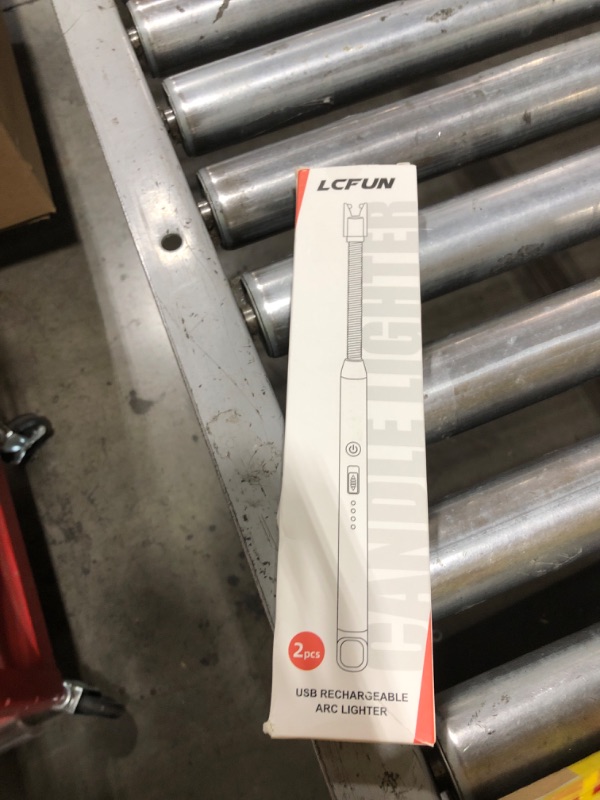 LCFUN
CANDLE LIGHTER
2pcs
USB RECHARGEABLE
ARC LIGHTER